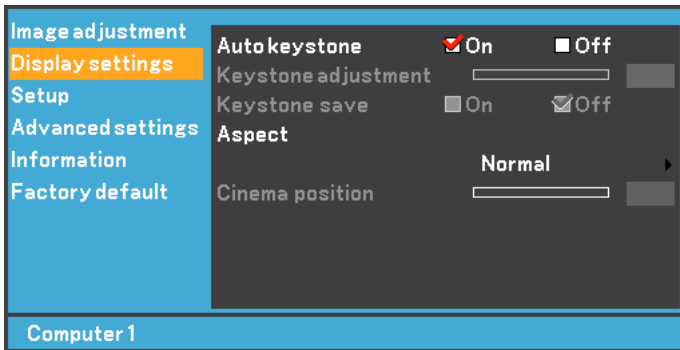 Image adjustment
Display settings
Setup
Advanced settings
Information
Factory default
Auto keystone On Off
Keystone adjustment
Keystone save On Off
Aspect
Normal
Cinema position
Computer 1